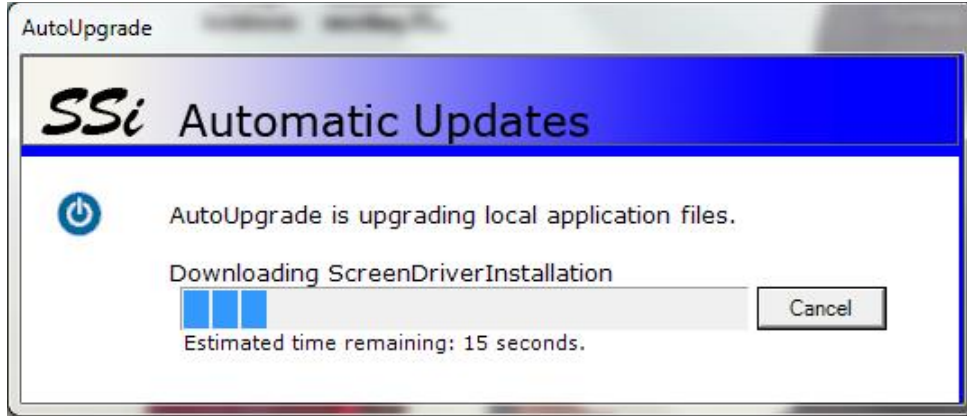 AutoUpgrade
SSi Automatic Updates
AutoUpgrade is upgrading local application files.
Downloading ScreenDriverInstallation
Cancel
Estimated time remaining: 15 seconds.